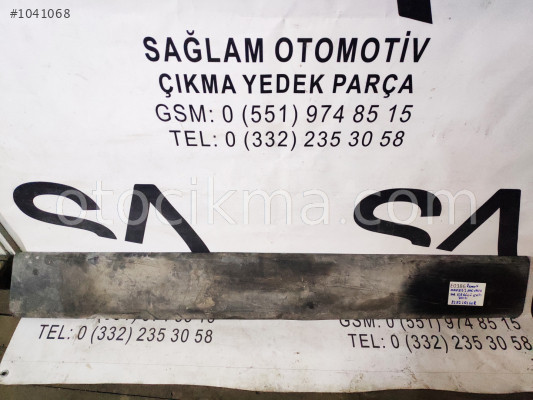 #1041068
SAĞLAM OTOMOTİV
ÇIKMA YEDEK PARÇA
GSM: 0 (551) 974 85 15
TEL: 0 (332) 235 30 58
otocikma.com
GSM: 0 (551) 974 85 15
TEL: 0 (332) 235 30 58
TEL: 0 (332) 235 30 58